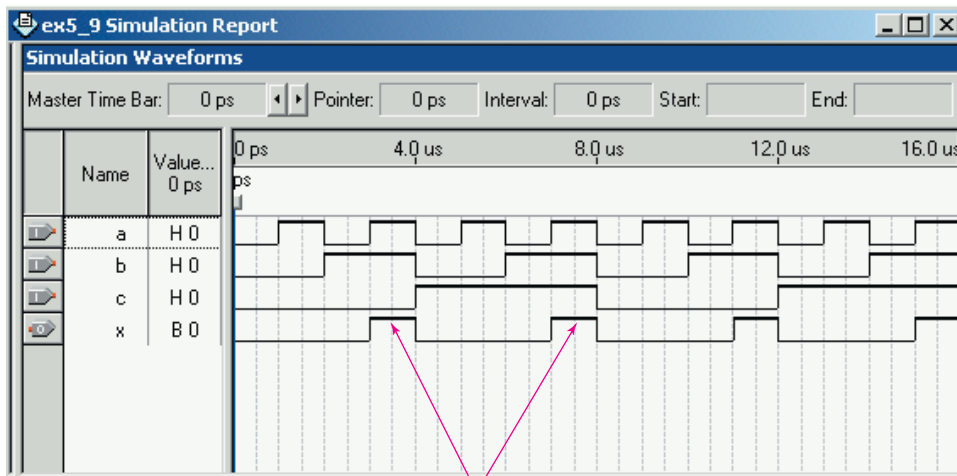 ex5_9 Simulation Report
Simulation Waveforms
Master Time Bar: 0 ps Pointer: 0 ps Interval: 0 ps Start: End:
Name Value... 0 ps
0 ps 4.0 us 8.0 us 12.0 us 16.0 us
ps
a H 0
b H 0
c H 0
x B 0